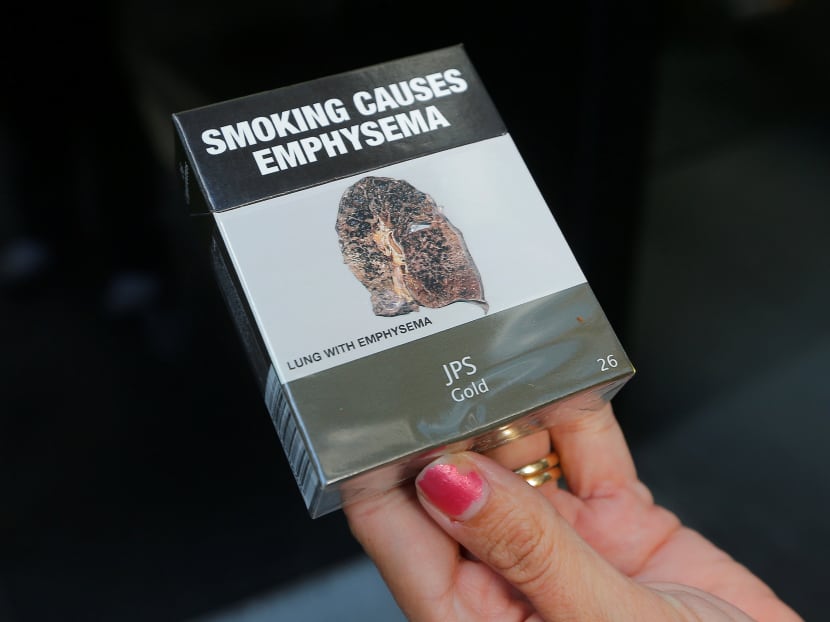 SMOKING CAUSES
EMPHYSEMA
LUNG WITH EMPHYSEMA
JPS
Gold
26